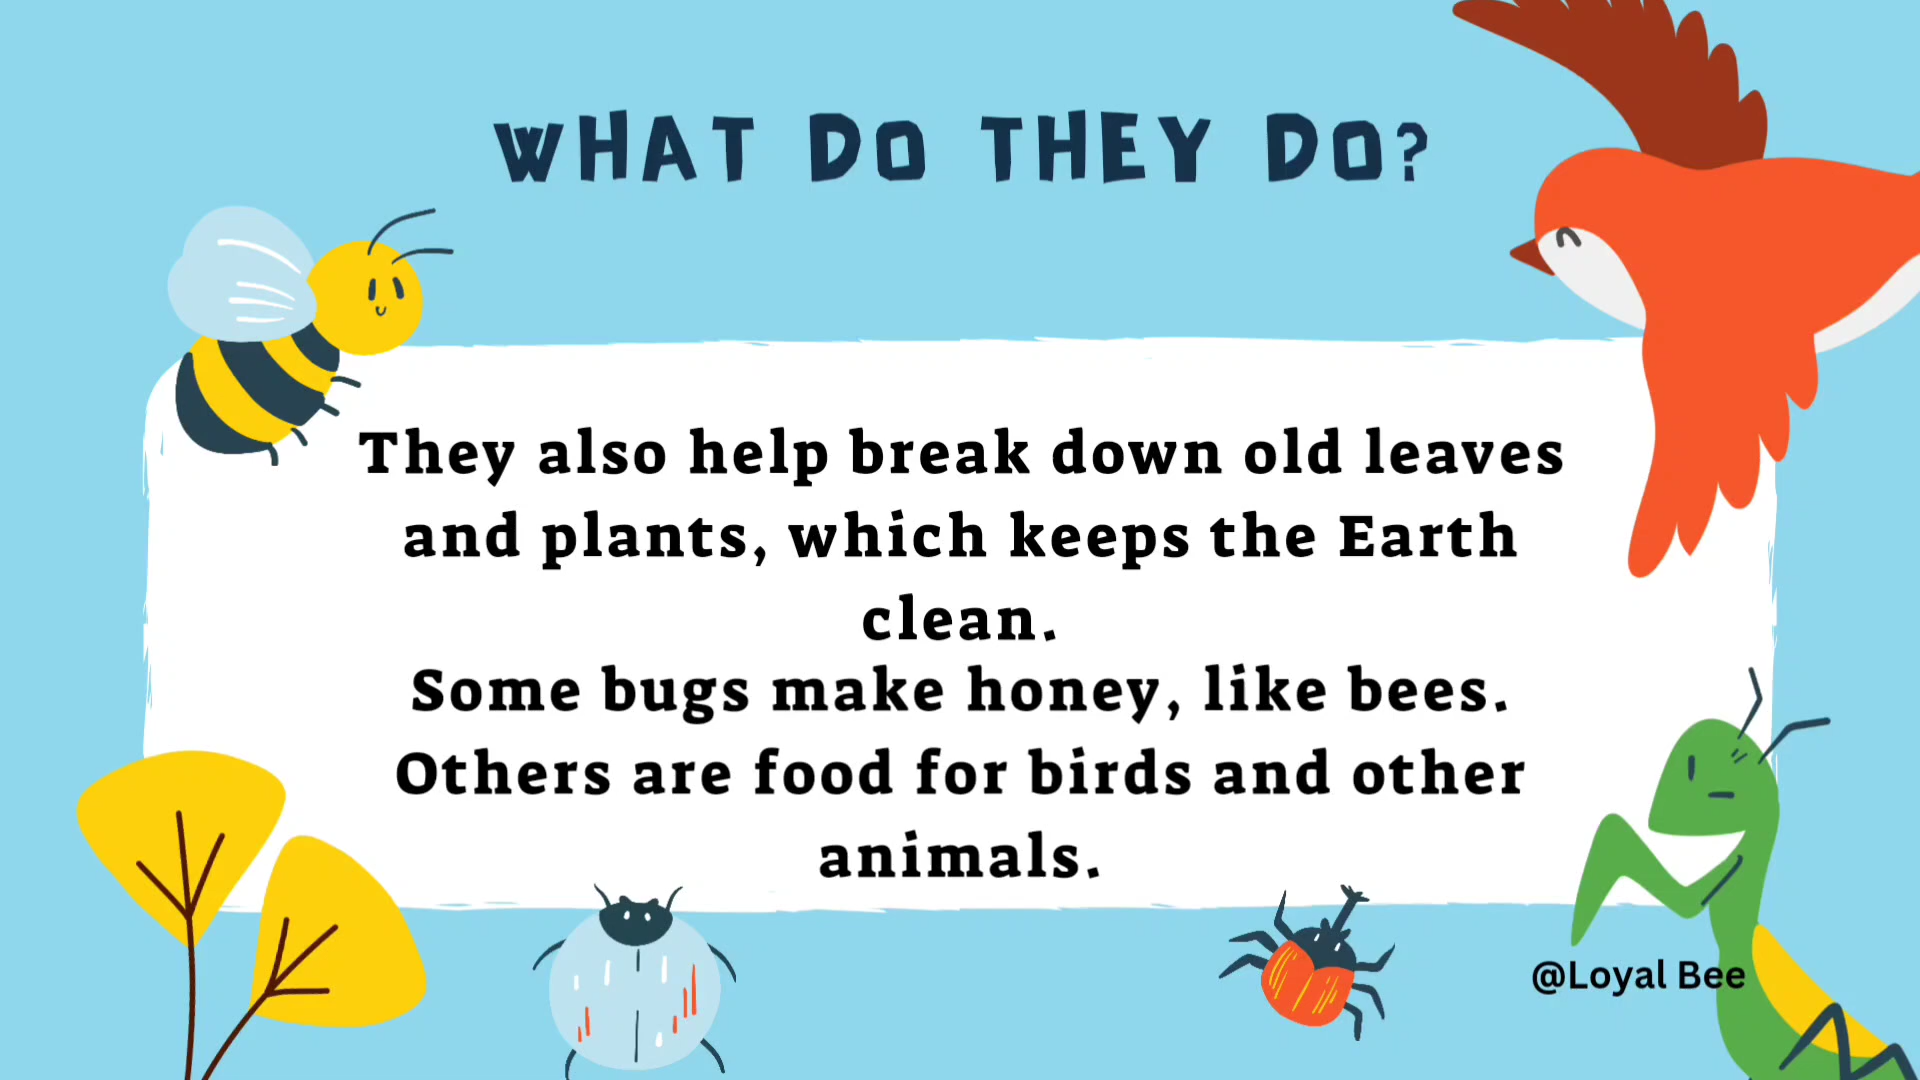 WHAT DO THEY DO?
They also help break down old leaves
and plants, which keeps the Earth
clean.
Some bugs make honey, like bees.
Others are food for birds and other
animals.
@Loyal Bee